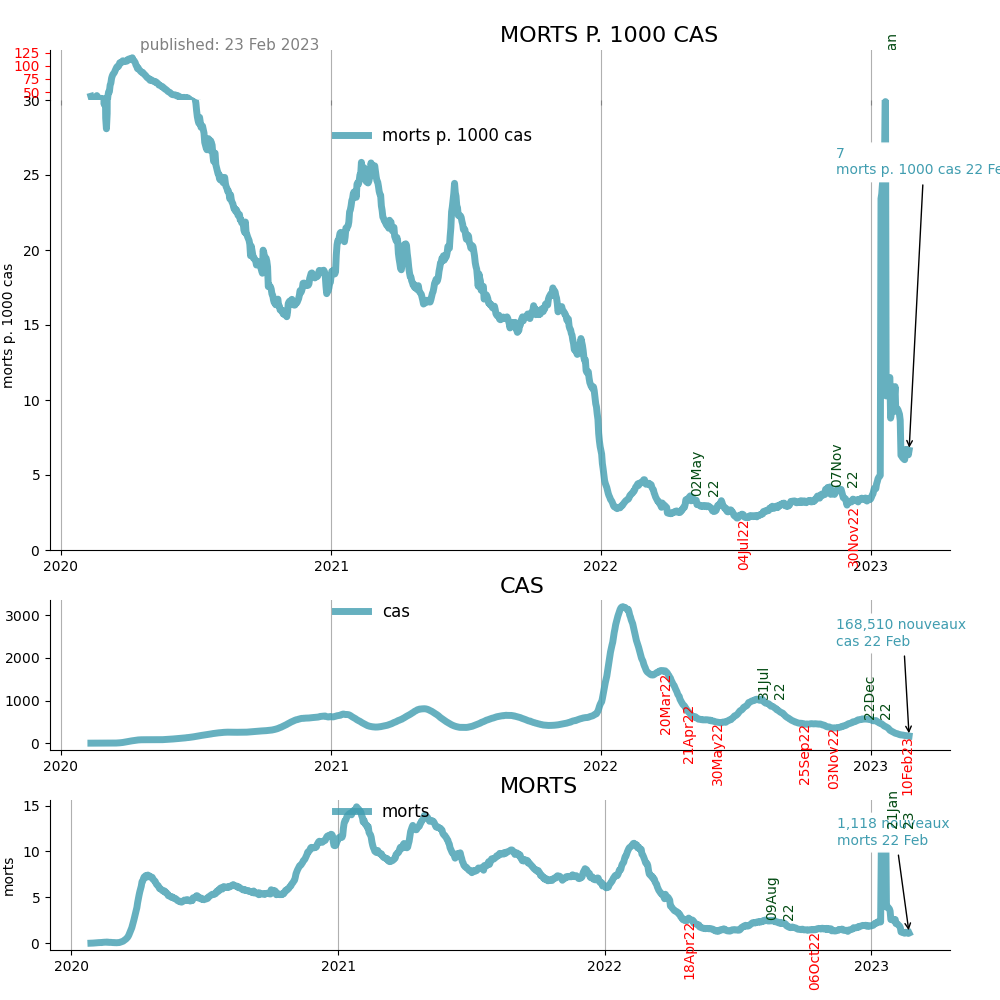 MORTS P. 1000 CAS
published: 23 Feb 2023
an
125
100
75
50
30
morts p. 1000 cas
7
morts p. 1000 cas 22 Fe
25
20
15
10
5
0
morts p. 1000 cas
02May
22
07Nov
22
04Jul22
30Nov22
2020
2021
2022
2023
CAS
cas
168,510 nouveaux
cas 22 Feb
3000
2000
1000
0
31Jul
22
22Dec
22
20Mar22
21Apr22
30May22
25Sep22
03Nov22
10Feb23
2020
2021
2022
2023
MORTS
morts
21Jan
23
1,118 nouveaux
morts 22 Feb
15
10
5
0
morts
09Aug
22
18Apr22
06Oct22
2020
2021
2022
2023